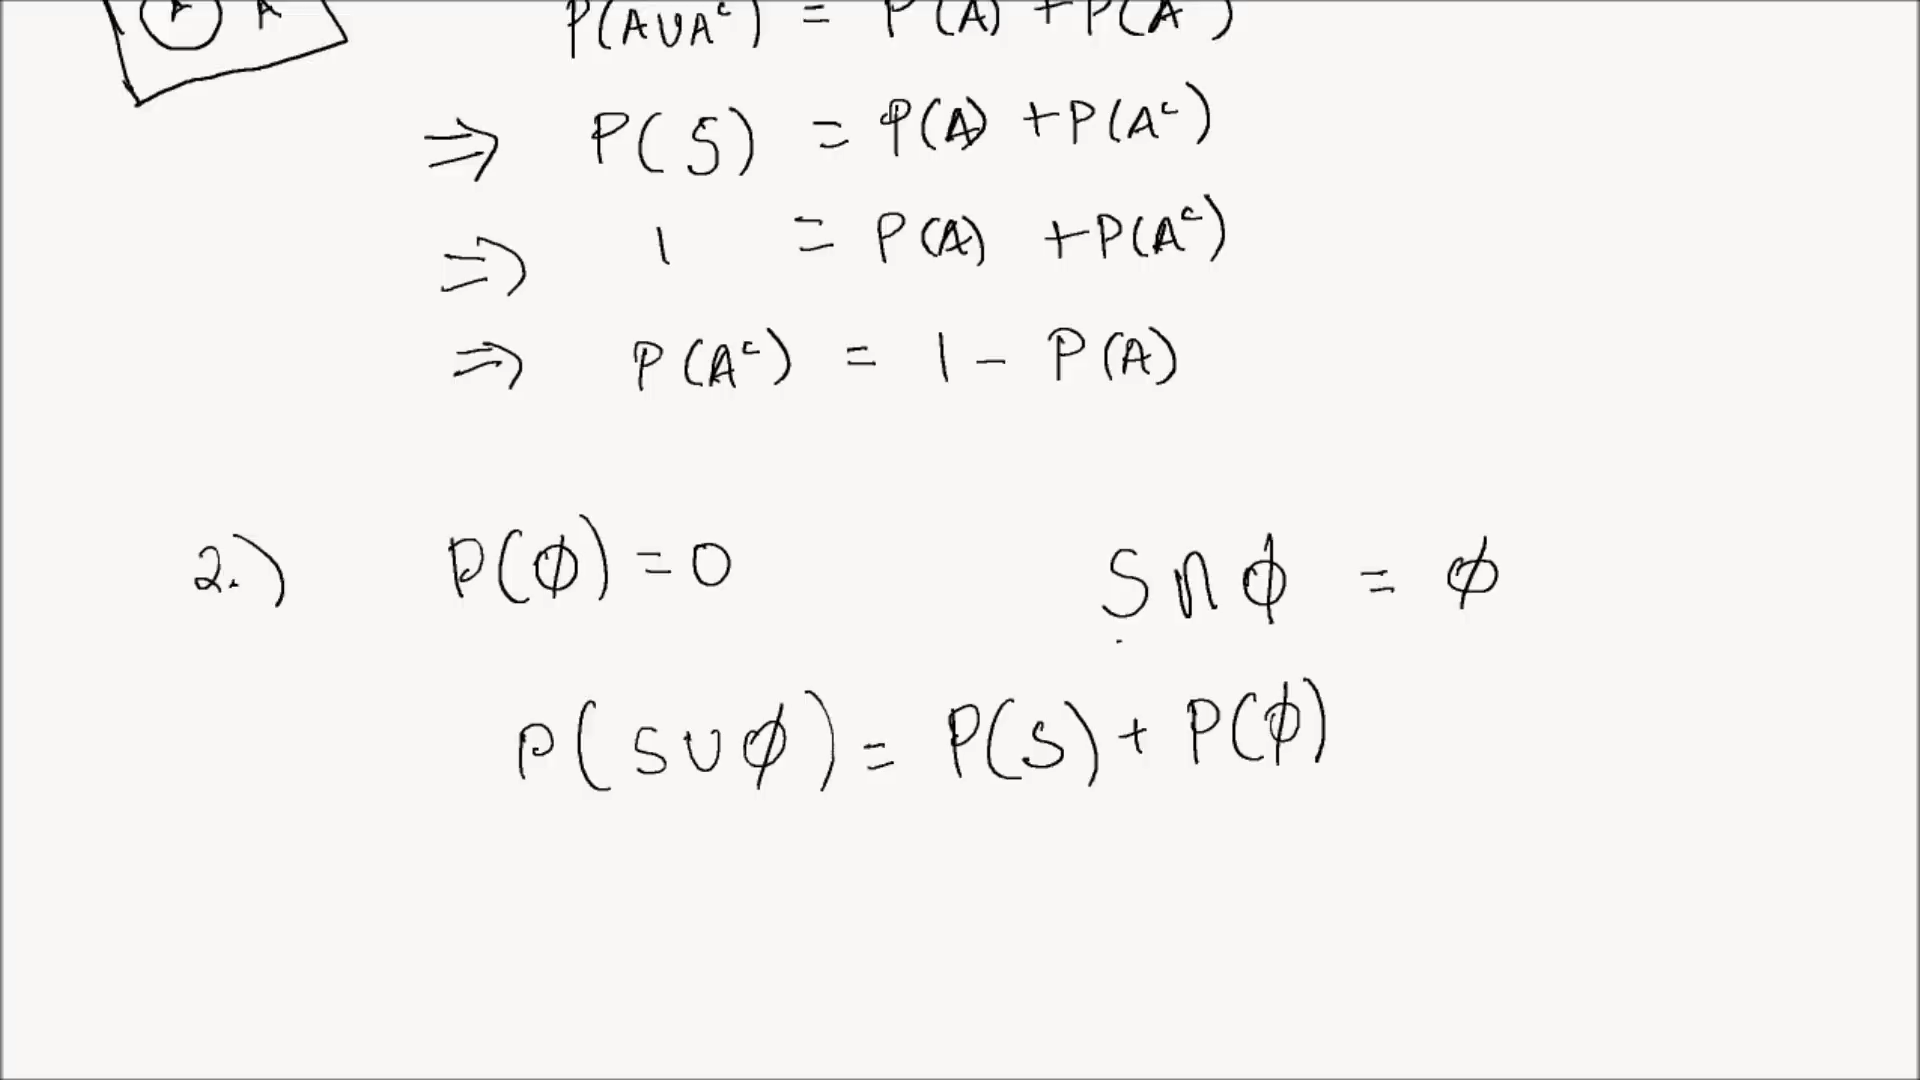 A A
P(A∪Aᶜ) = P(A) + P(Aᶜ)
⇒ P(S) = P(A) + P(Aᶜ)
⇒ 1 = P(A) + P(Aᶜ)
⇒ P(Aᶜ) = 1 - P(A)
2.) P(ϕ) = 0 S∩ϕ = ϕ
P(S∪ϕ) = P(S) + P(ϕ)